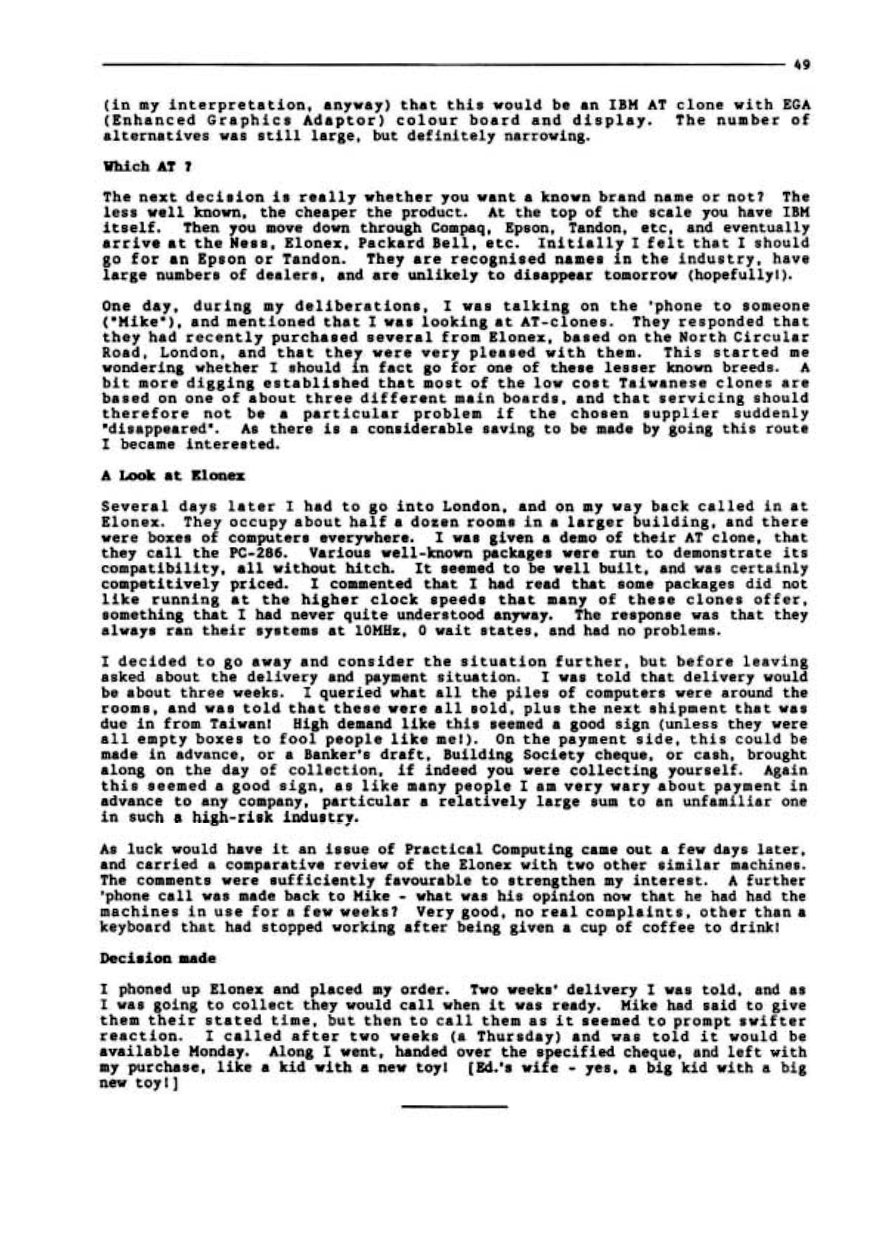 49
(in my interpretation, anyway) that this would be an IBM AT clone with EGA
(Enhanced Graphics Adaptor) colour board and display. The number of
alternatives was still large, but definitely narrowing.
Which AT ?
The next decision is really whether you want a known brand name or not? The
less well known, the cheaper the product. At the top of the scale you have IBM
itself. Then you move down through Compaq, Epson, Tandon, etc, and eventually
arrive at the Ness, Elonex, Packard Bell, etc. Initially I felt that I should
go for an Epson or Tandon. They are recognised names in the industry, have
large numbers of dealers, and are unlikely to disappear tomorrow (hopefully!).
One day, during my deliberations, I was talking on the 'phone to someone
("Mike"), and mentioned that I was looking at AT-clones. They responded that
they had recently purchased several from Elonex, based on the North Circular
Road, London, and that they were very pleased with them. This started me
wondering whether I should in fact go for one of these lesser known breeds. A
bit more digging established that most of the low cost Taiwanese clones are
based on one of about three different main boards, and that servicing should
therefore not be a particular problem if the chosen supplier suddenly
"disappeared". As there is a considerable saving to be made by going this route
I became interested.
A Look at Elonex
Several days later I had to go into London, and on my way back called in at
Elonex. They occupy about half a dozen rooms in a larger building, and there
were boxes of computers everywhere. I was given a demo of their AT clone, that
they call the PC-286. Various well-known packages were run to demonstrate its
compatibility, all without hitch. It seemed to be well built, and was certainly
competitively priced. I commented that I had read that some packages did not
like running at the higher clock speeds that many of these clones offer,
something that I had never quite understood anyway. The response was that they
always ran their systems at 10MHz, 0 wait states, and had no problems.
I decided to go away and consider the situation further, but before leaving
asked about the delivery and payment situation. I was told that delivery would
be about three weeks. I queried what all the piles of computers were around the
rooms, and was told that these were all sold, plus the next shipment that was
due in from Taiwan! High demand like this seemed a good sign (unless they were
all empty boxes to fool people like me!). On the payment side, this could be
made in advance, or a Banker's draft, Building Society cheque, or cash, brought
along on the day of collection, if indeed you were collecting yourself. Again
this seemed a good sign, as like many people I am very wary about payment in
advance to any company, particular a relatively large sum to an unfamiliar one
in such a high-risk industry.
As luck would have it an issue of Practical Computing came out a few days later,
and carried a comparative review of the Elonex with two other similar machines.
The comments were sufficiently favourable to strengthen my interest. A further
'phone call was made back to Mike - what was his opinion now that he had had the
machines in use for a few weeks? Very good, no real complaints, other than a
keyboard that had stopped working after being given a cup of coffee to drink!
Decision made
I phoned up Elonex and placed my order. Two weeks' delivery I was told, and as
I was going to collect they would call when it was ready. Mike had said to give
them their stated time, but then to call them as it seemed to prompt swifter
reaction. I called after two weeks (a Thursday) and was told it would be
available Monday. Along I went, handed over the specified cheque, and left with
my purchase, like a kid with a new toy! [Ed.'s wife - yes, a big kid with a big
new toy!]